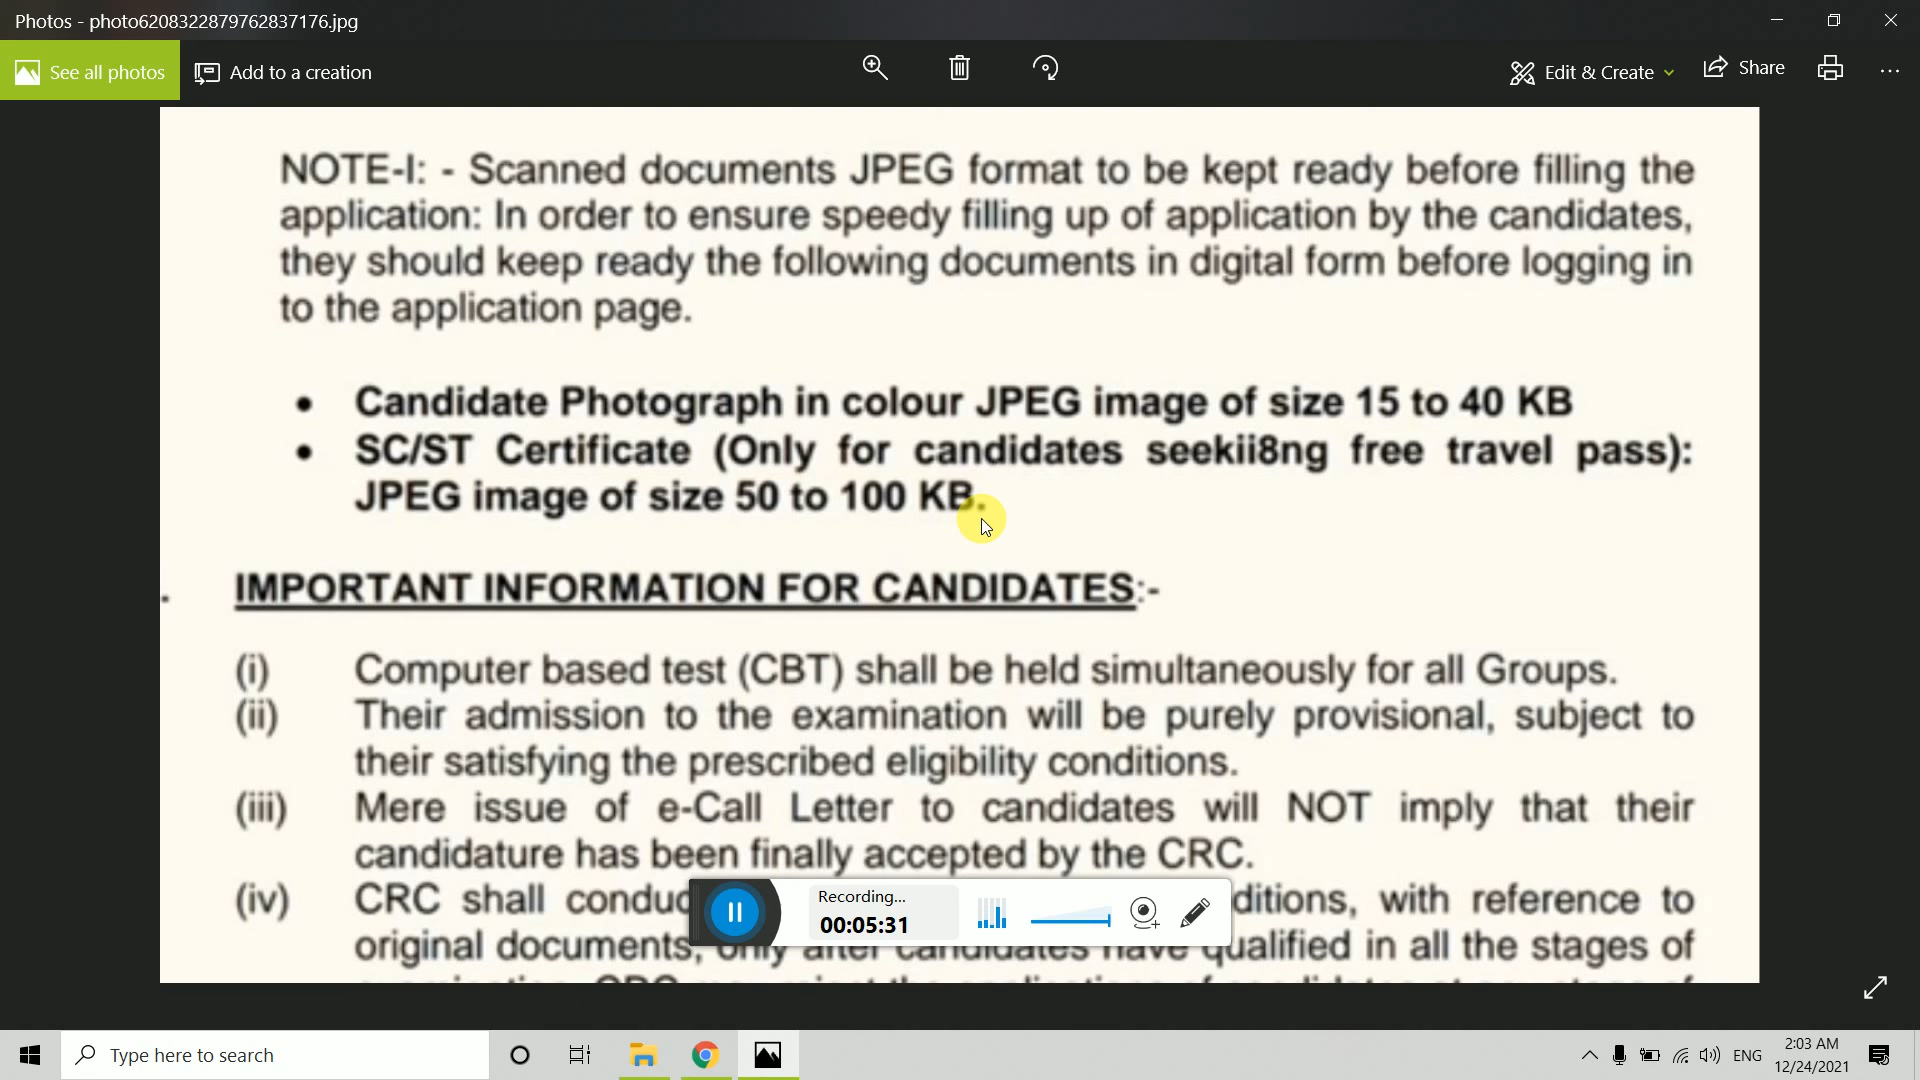 Photos - photo6208322879762837176.jpg
See all photos
Add to a creation
Edit & Create
Share
NOTE-I: - Scanned documents JPEG format to be kept ready before filling the
application: In order to ensure speedy filling up of application by the candidates,
they should keep ready the following documents in digital form before logging in
to the application page.
• Candidate Photograph in colour JPEG image of size 15 to 40 KB
• SC/ST Certificate (Only for candidates seekii8ng free travel pass):
JPEG image of size 50 to 100 KB.
IMPORTANT INFORMATION FOR CANDIDATES:-
(i) Computer based test (CBT) shall be held simultaneously for all Groups.
(ii) Their admission to the examination will be purely provisional, subject to
their satisfying the prescribed eligibility conditions.
(iii) Mere issue of e-Call Letter to candidates will NOT imply that their
candidature has been finally accepted by the CRC.
(iv) CRC shall with reference to
original documents, only after candidates have qualified in all the stages of
Recording...
00:05:31
Type here to search
ENG
2:03 AM
12/24/2021